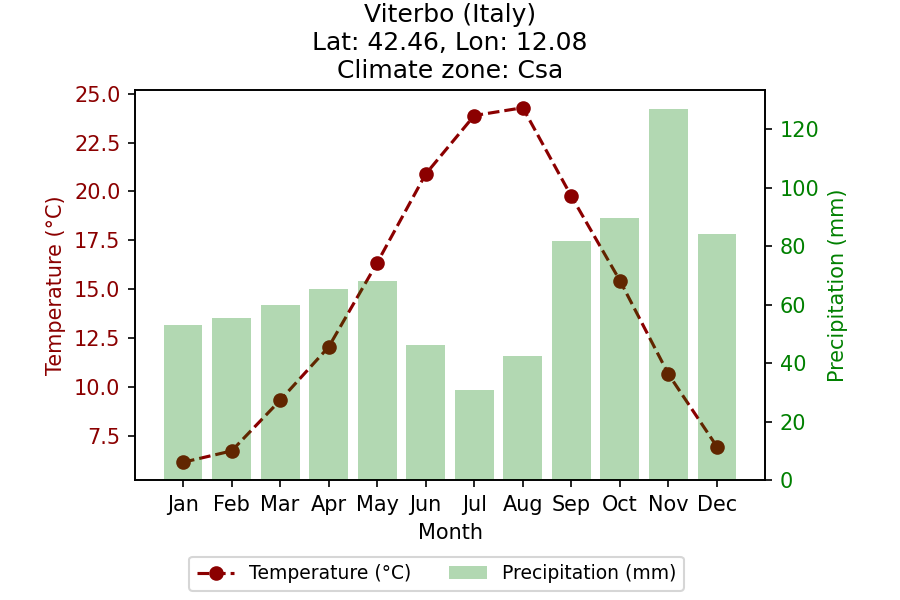 Viterbo (Italy)
Lat: 42.46, Lon: 12.08
Climate zone: Csa
25.0
22.5
20.0
17.5
15.0
12.5
10.0
7.5
Temperature (°C)
120
100
80
60
40
20
0
Precipitation (mm)
Jan Feb Mar Apr May Jun Jul Aug Sep Oct Nov Dec
Month
Temperature (°C) Precipitation (mm)